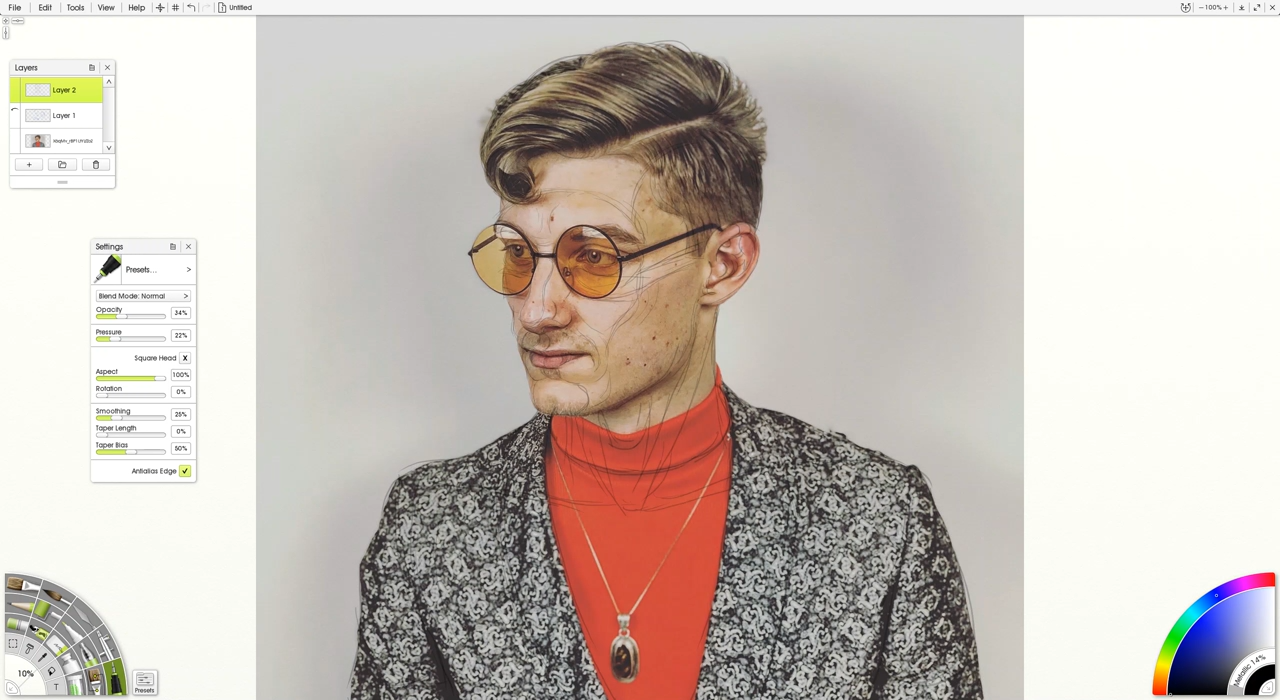 File Edit Tools View Help Untitled −100%+
Layers
Layer 2
Layer 1
Settings
Presets...
Blend Mode: Normal
Opacity 34%
Pressure 22%
Square Head X
Aspect 100%
Rotation 0%
Smoothing 25%
Taper Length 0%
Taper Bias 50%
Antialias Edge
10%
T
Presets
Metallic 14%